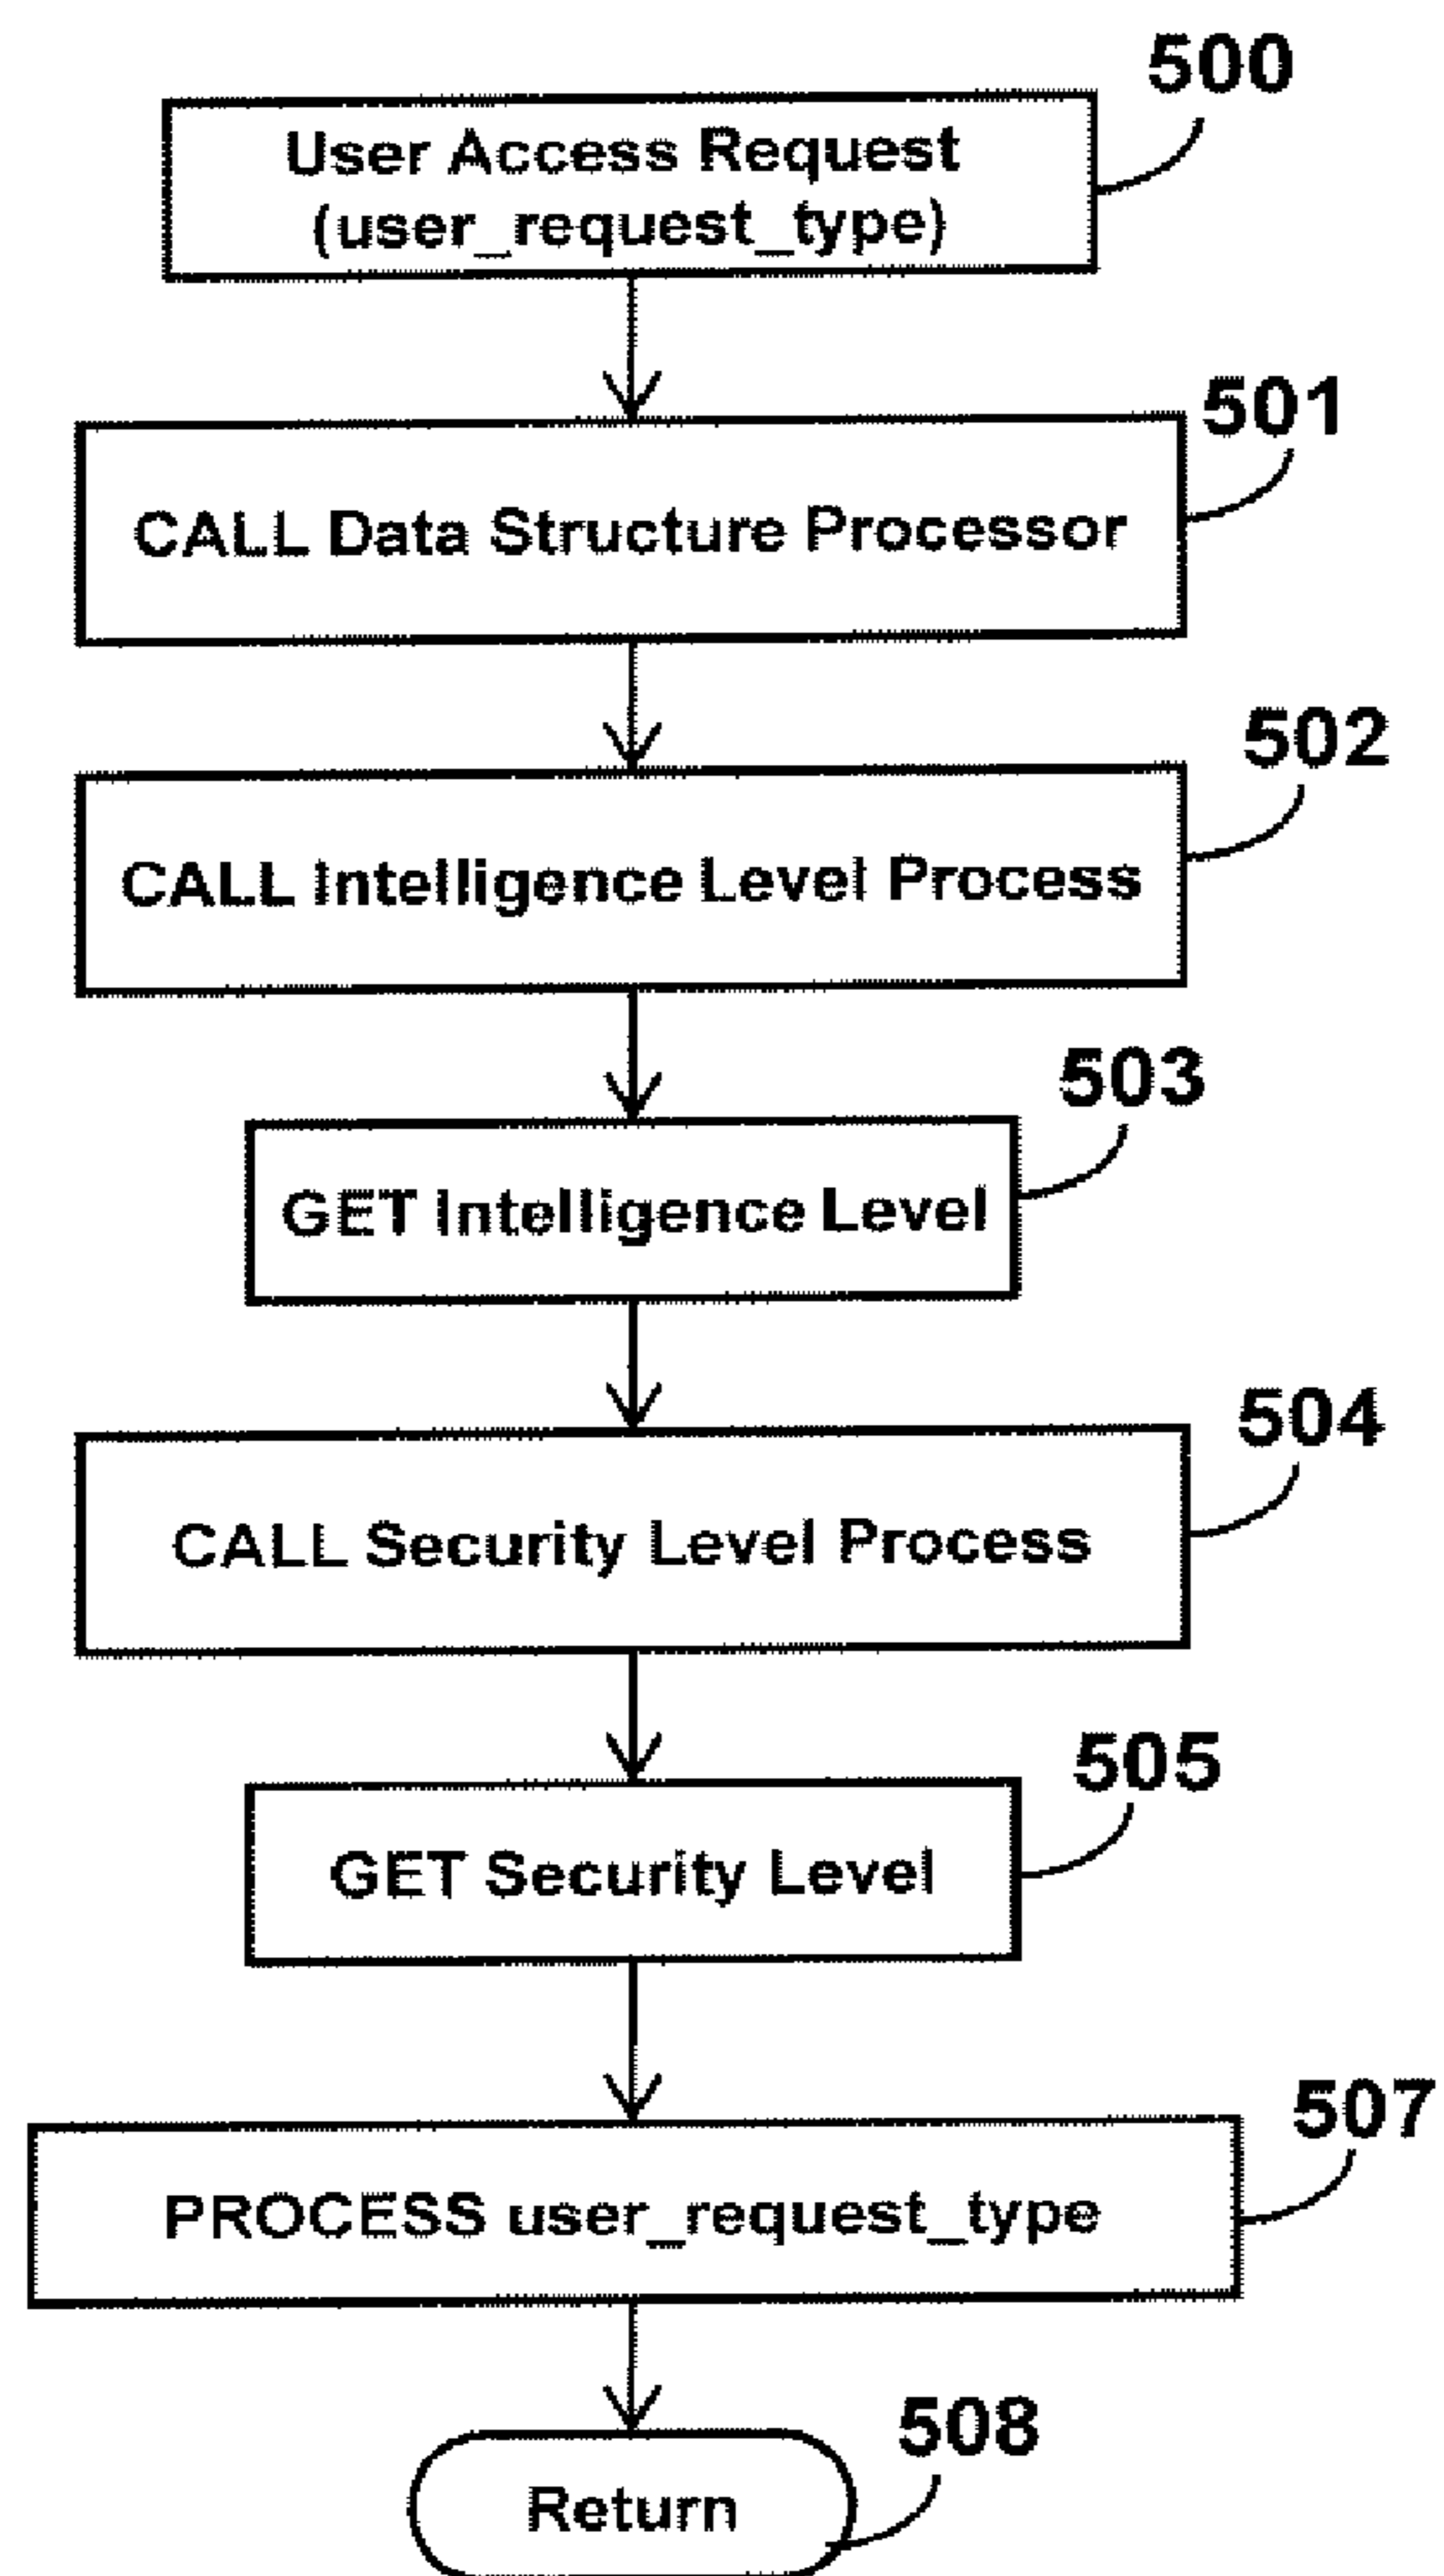 500
User Access Request
(user_request_type)
501
CALL Data Structure Processor
502
CALL Intelligence Level Process
503
GET Intelligence Level
504
CALL Security Level Process
505
GET Security Level
507
PROCESS user_request_type
508
Return